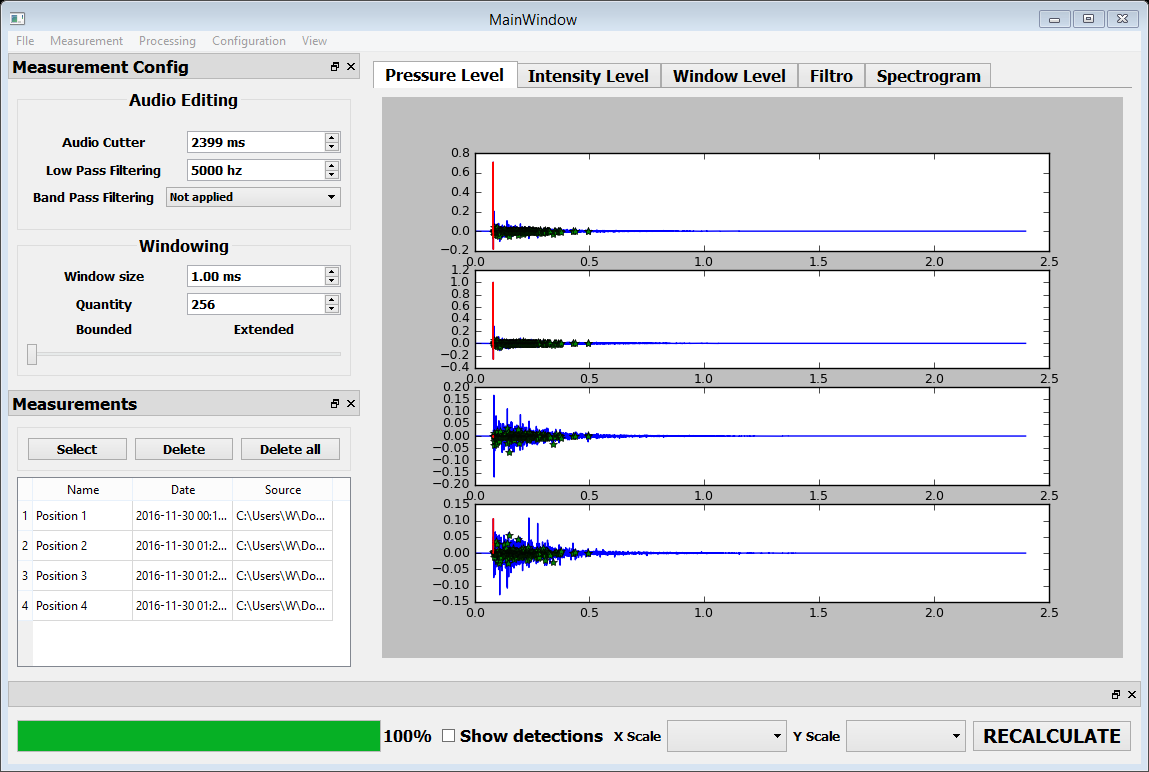 MainWindow
FIle Measurement Processing Configuration View
Measurement Config
Audio Editing
Audio Cutter 2399 ms
Low Pass Filtering 5000 hz
Band Pass Filtering Not applied
Windowing
Window size 1.00 ms
Quantity 256
Bounded Extended
Measurements
Select Delete Delete all
Name Date Source
1 Position 1 2016-11-30 00:1... C:\Users\W\Do...
2 Position 2 2016-11-30 01:2... C:\Users\W\Do...
3 Position 3 2016-11-30 01:2... C:\Users\W\Do...
4 Position 4 2016-11-30 01:2... C:\Users\W\Do...
Pressure Level Intensity Level Window Level Filtro Spectrogram
0.8
0.6
0.4
0.2
0.0
−0.2
0.0 0.5 1.0 1.5 2.0 2.5
1.2
1.0
0.8
0.6
0.4
0.2
0.0
−0.2
−0.4
0.0 0.5 1.0 1.5 2.0 2.5
0.20
0.15
0.10
0.05
0.00
−0.05
−0.10
−0.15
−0.20
0.0 0.5 1.0 1.5 2.0 2.5
0.15
0.10
0.05
0.00
−0.05
−0.10
−0.15
0.0 0.5 1.0 1.5 2.0 2.5
100% Show detections X Scale Y Scale RECALCULATE